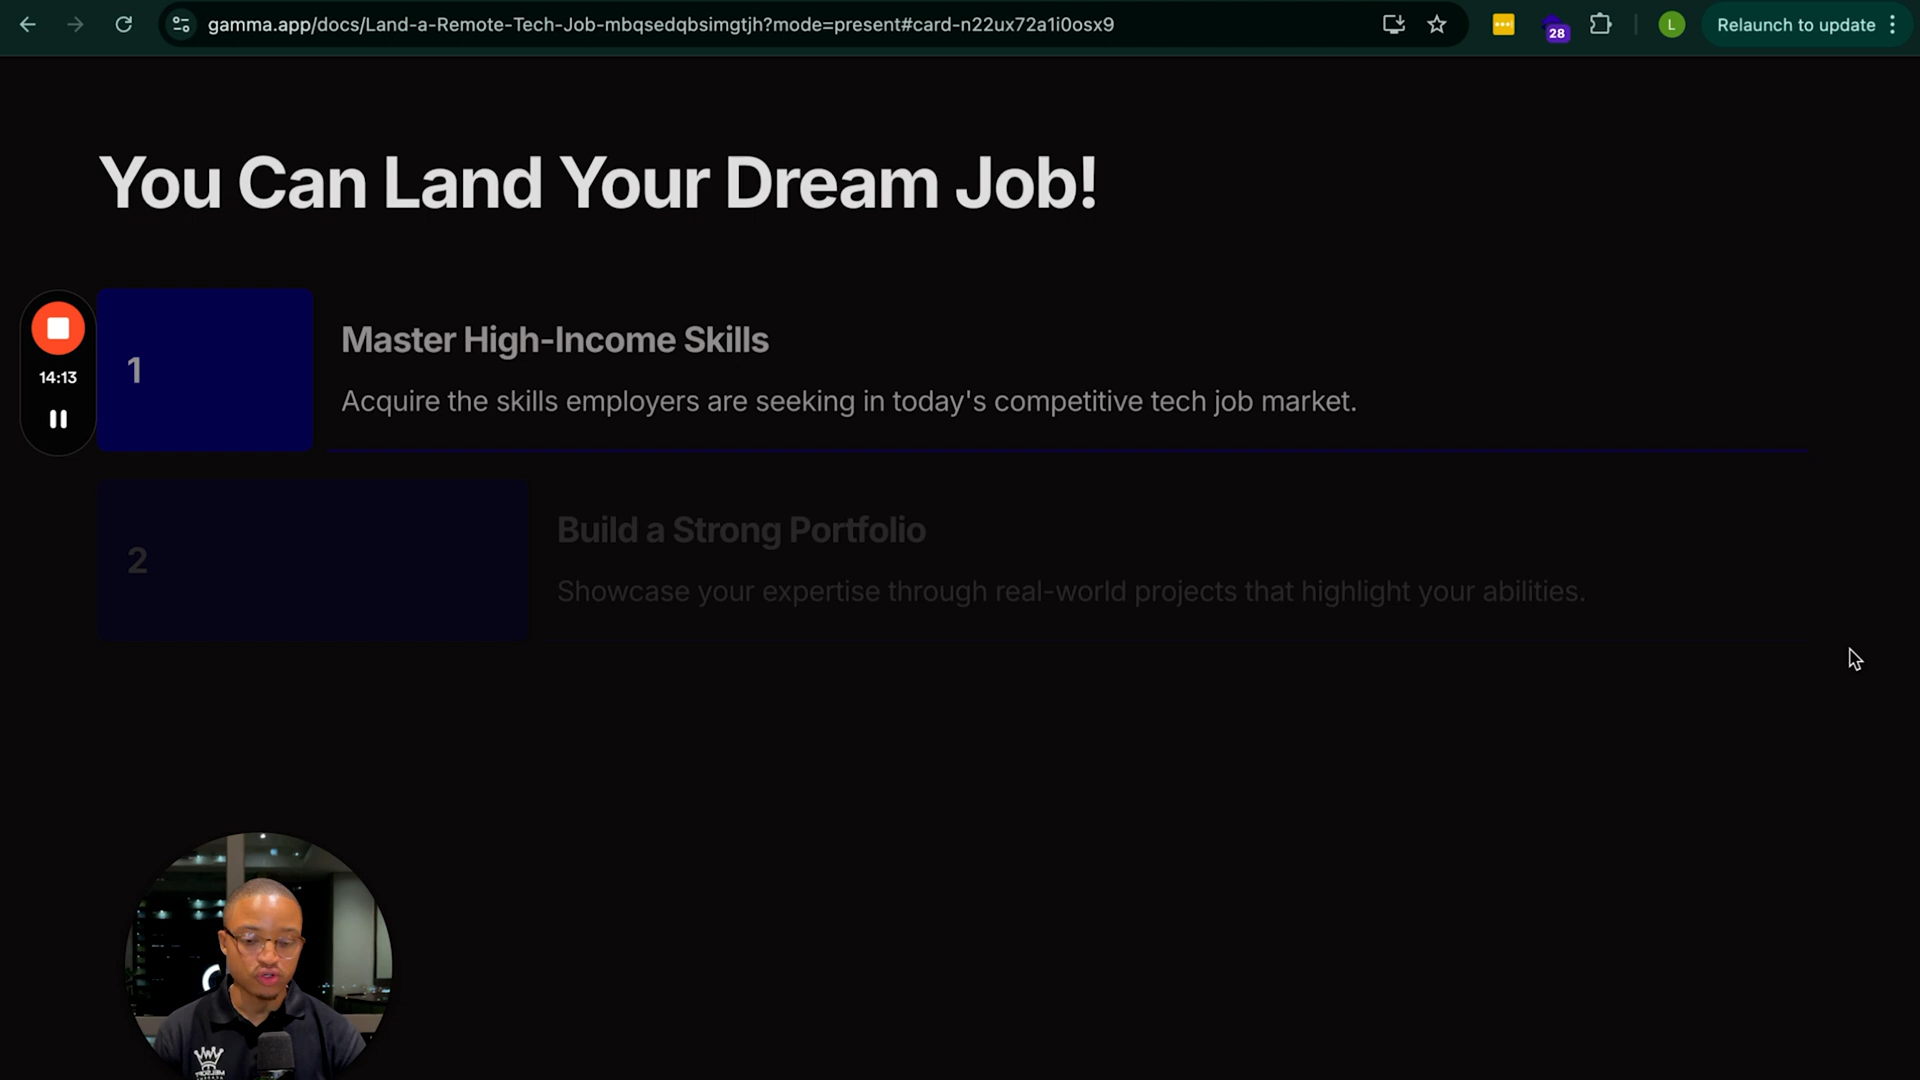 gamma.app/docs/Land-a-Remote-Tech-Job-mbqsedqbsimgtjh?mode=present#card-n22ux72a1i0osx9
28
L
Relaunch to update
You Can Land Your Dream Job!
14:13
1
Master High-Income Skills
Acquire the skills employers are seeking in today's competitive tech job market.
2
Build a Strong Portfolio
Showcase your expertise through real-world projects that highlight your abilities.